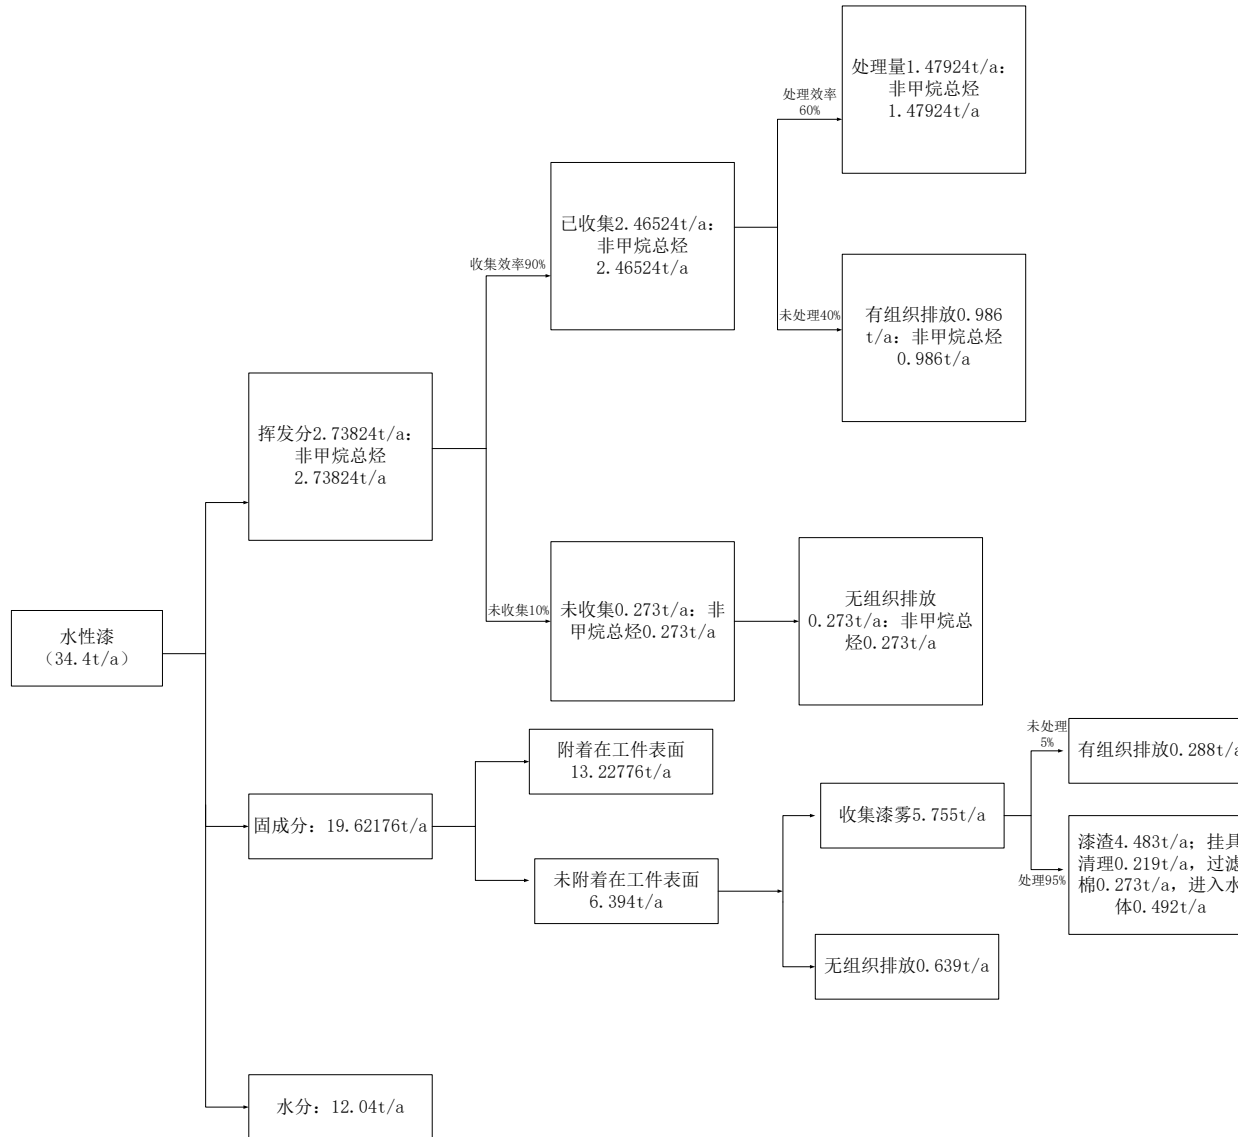 处理量1.47924t/a:
非甲烷总烃
1.47924t/a
处理效率
60%
已收集2.46524t/a:
非甲烷总烃
2.46524t/a
收集效率90%
未处理40%
有组织排放0.986
t/a: 非甲烷总烃
0.986t/a
挥发分2.73824t/a:
非甲烷总烃
2.73824t/a
未收集10%
未收集0.273t/a: 非
甲烷总烃0.273t/a
无组织排放
0.273t/a: 非甲烷总
烃0.273t/a
水性漆
（34.4t/a）
附着在工件表面
13.22776t/a
未处理
5%
有组织排放0.288t/a
固成分: 19.62176t/a
收集漆雾5.755t/a
未附着在工件表面
6.394t/a
处理95%
漆渣4.483t/a; 挂具
清理0.219t/a, 过滤
棉0.273t/a, 进入水
体0.492t/a
无组织排放0.639t/a
水分: 12.04t/a